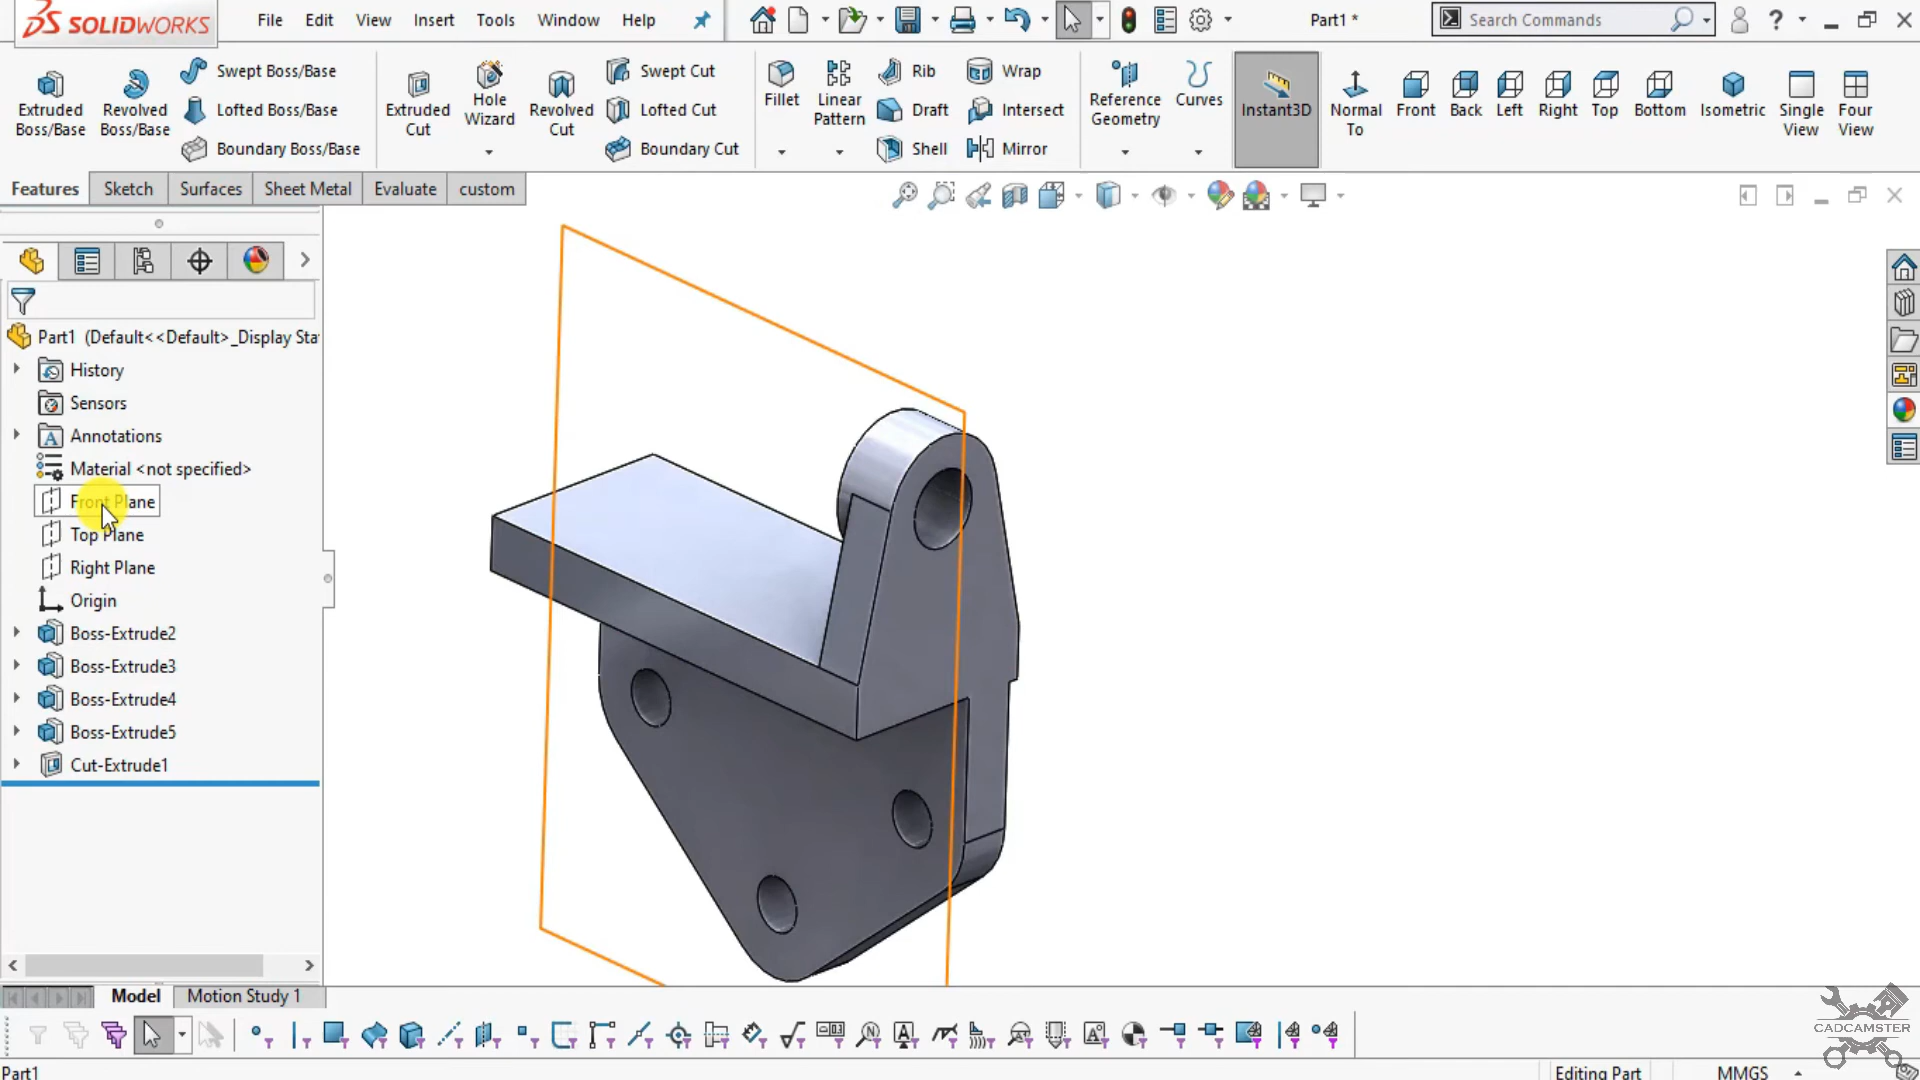 SOLIDWORKS File Edit View Insert Tools Window Help Part1 * Search Commands ?
Extruded Boss/Base
Revolved Boss/Base
Swept Boss/Base
Lofted Boss/Base
Boundary Boss/Base
Extruded Cut
Hole Wizard
Revolved Cut
Swept Cut
Lofted Cut
Boundary Cut
Fillet
Linear Pattern
Rib
Draft
Shell
Wrap
Intersect
Mirror
Reference Geometry
Curves
Instant3D
Normal To
Front
Back
Left
Right
Top
Bottom
Isometric
Single View
Four View
Features Sketch Surfaces Sheet Metal Evaluate custom
Part1 (Default<<Default>_Display Sta
History
Sensors
Annotations
Material <not specified>
Front Plane
Top Plane
Right Plane
Origin
Boss-Extrude2
Boss-Extrude3
Boss-Extrude4
Boss-Extrude5
Cut-Extrude1
Model Motion Study 1
CADCAMSTER
Part1 Editing Part MMGS